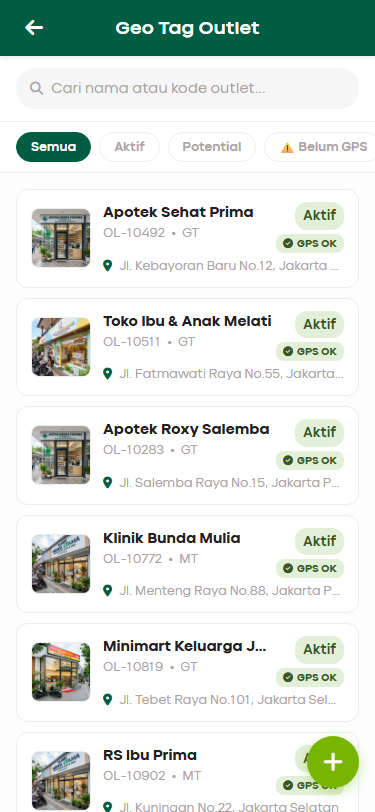 Geo Tag Outlet
Cari nama atau kode outlet...
Semua
Aktif
Potential
⚠️ Belum GPS
Apotek Sehat Prima
Aktif
OL-10492 • GT
GPS OK
Jl. Kebayoran Baru No.12, Jakarta ...
Toko Ibu & Anak Melati
Aktif
OL-10511 • GT
GPS OK
Jl. Fatmawati Raya No.55, Jakarta...
Apotek Roxy Salemba
Aktif
OL-10283 • GT
GPS OK
Jl. Salemba Raya No.15, Jakarta P...
Klinik Bunda Mulia
Aktif
OL-10772 • MT
GPS OK
Jl. Menteng Raya No.88, Jakarta P...
Minimart Keluarga J...
Aktif
OL-10819 • GT
GPS OK
Jl. Tebet Raya No.101, Jakarta Sel...
RS Ibu Prima
OL-10902 • MT
GPS
Jl. Kuningan No.22, Jakarta Selatan